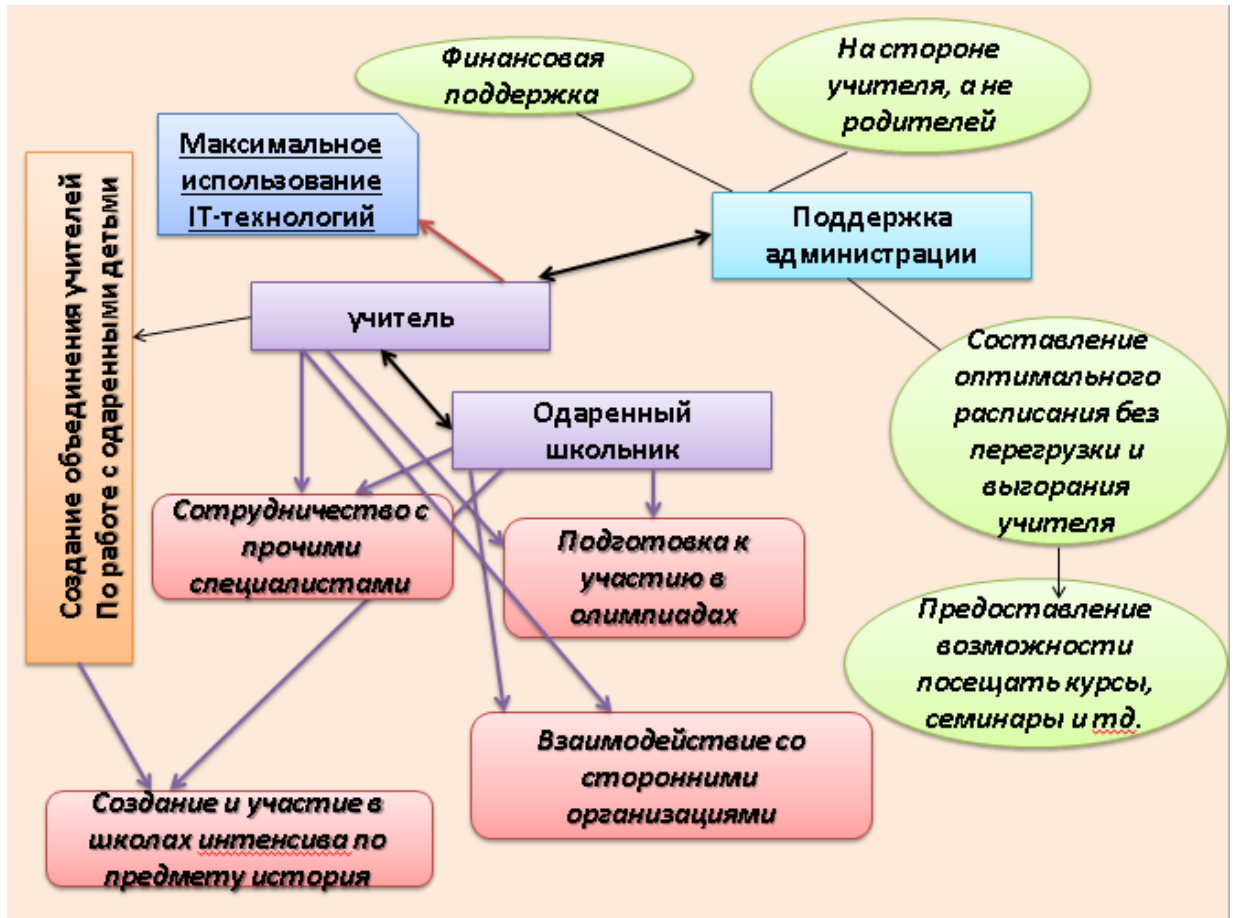 Финансовая
поддержка
На стороне
учителя, а не
родителей
Максимальное
использование
IT-технологий
Создание объединения учителей
По работе с одаренными детьми
Поддержка
администрации
учитель
Одаренный
школьник
Составление
оптимального
расписания без
перегрузки и
выгорания
учителя
Сотрудничество с
прочими
специалистами
Подготовка к
участию в
олимпиадах
Предоставление
возможности
посещать курсы,
семинары и тд.
Взаимодействие со
сторонними
организациями
Создание и участие в
школах интенсива по
предмету история